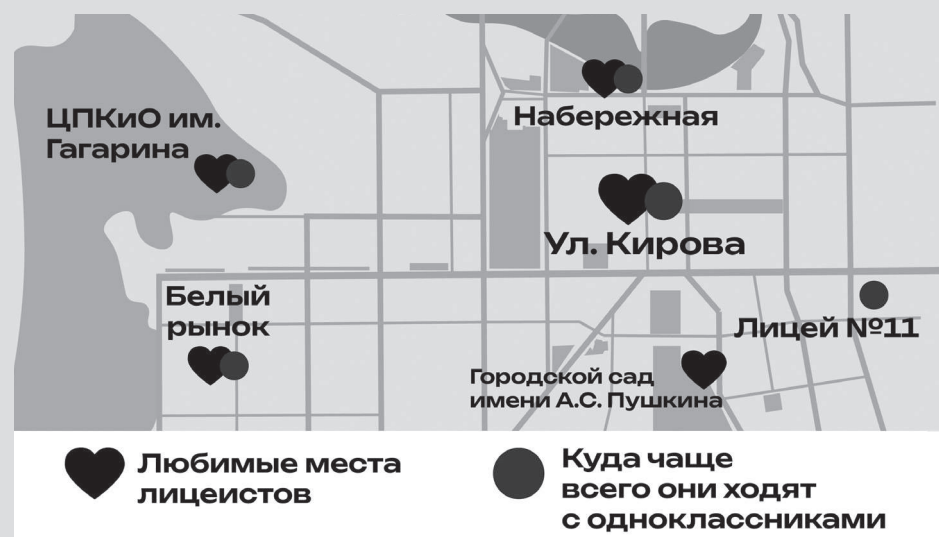 ЦПКиО им.
Гагарина
Набережная
Ул. Кирова
Белый
рынок
Лицей №11
Городской сад
имени А.С. Пушкина
Любимые места
лицеистов
Куда чаще
всего они ходят
с одноклассниками